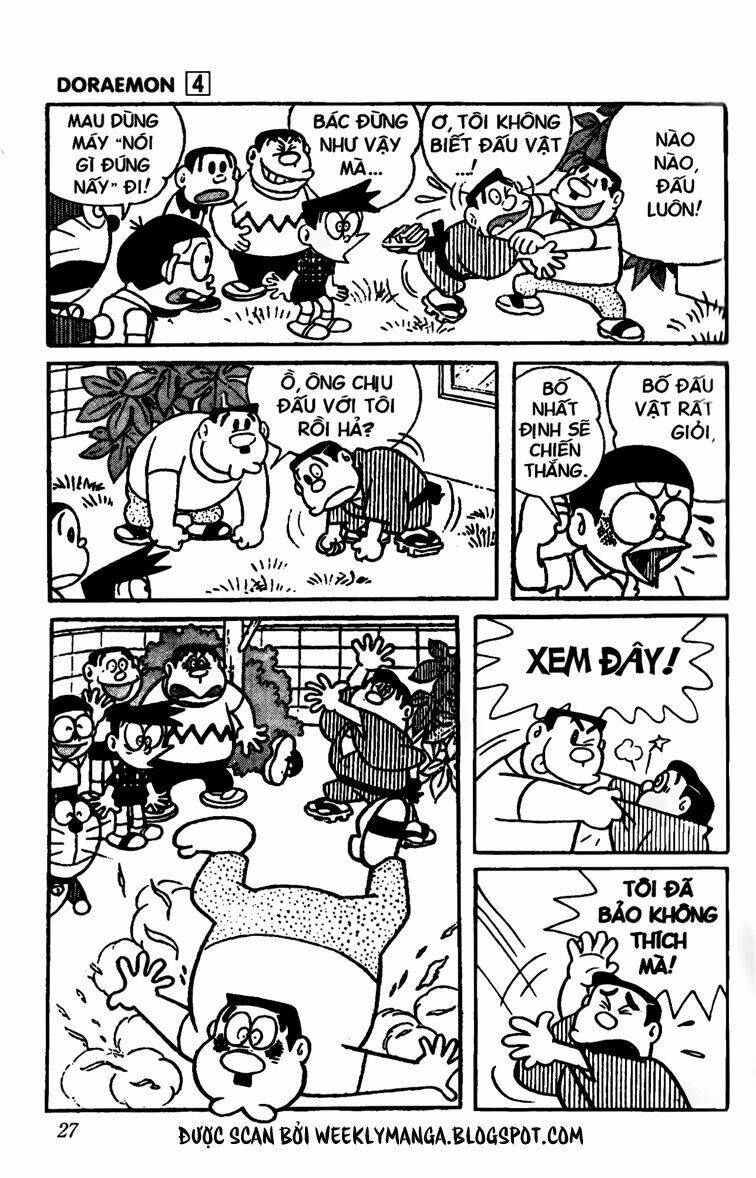 DORAEMON 4
MAU DÙNG
MÁY "NÓI
GÌ ĐÚNG
NẤY" ĐI!
BÁC ĐỪNG
NHƯ VẬY
MÀ...
Ơ, TÔI KHÔNG
BIẾT ĐẤU VẬT
...!
NÀO
NÀO,
ĐẤU
LUÔN!
Ồ, ÔNG CHỊU
ĐẤU VỚI TÔI
RỒI HẢ?
BỐ
NHẤT
ĐỊNH SẼ
CHIẾN
THẮNG.
BỐ ĐẤU
VẬT RẤT
GIỎI,
XEM ĐÂY!
TÔI ĐÃ
BẢO KHÔNG
THÍCH
MÀ!
27
ĐƯỢC SCAN BỞI WEEKLYMANGA.BLOGSPOT.COM